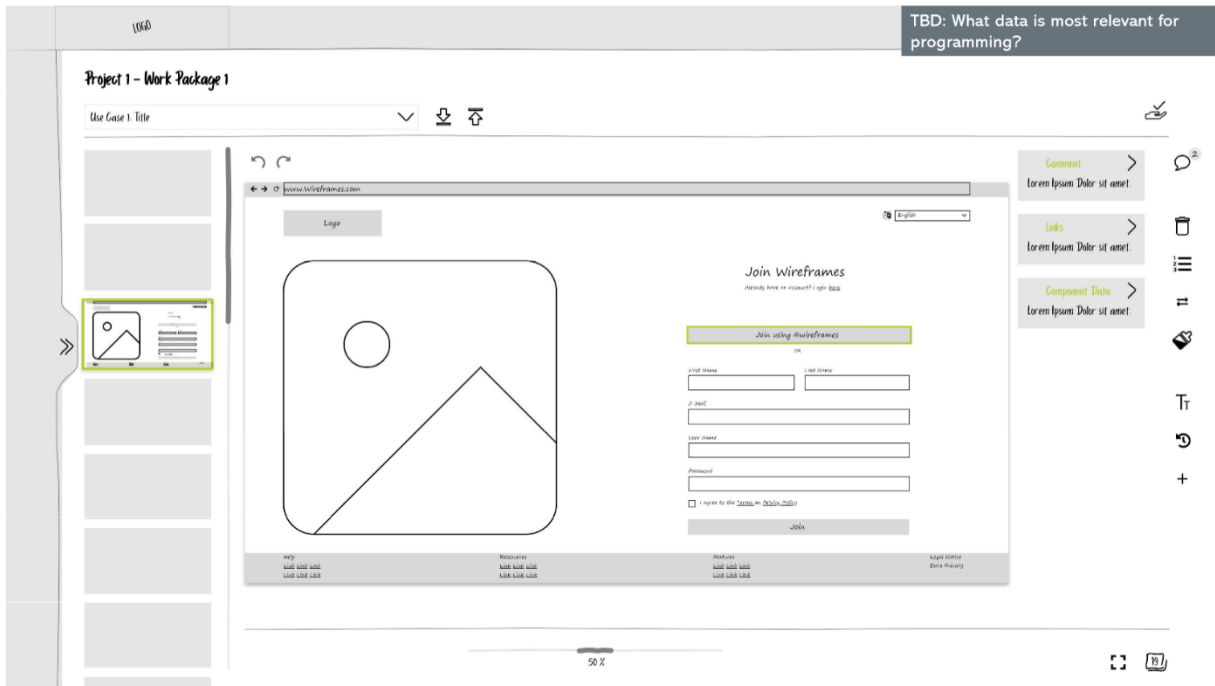 LOGO
TBD: What data is most relevant for
programming?
Project 1 - Work Package 1
Use Case 1: Title
www.Wireframes.com
Logo
English
Join Wireframes
Already have an account? Login here
Join using @wireframes
OR
First Name
Last Name
E-Mail
User Name
Password
I agree to the Terms an Privacy Policy
Join
Help
Link Link Link
Link Link Link
Resources
Link Link Link
Link Link Link
Features
Link Link Link
Link Link Link
Legal Notice
Data Privacy
Comment
Lorem Ipsum Dolor sit amet.
Links
Lorem Ipsum Dolor sit amet.
Component Data
Lorem Ipsum Dolor sit amet.
2
50 %
19